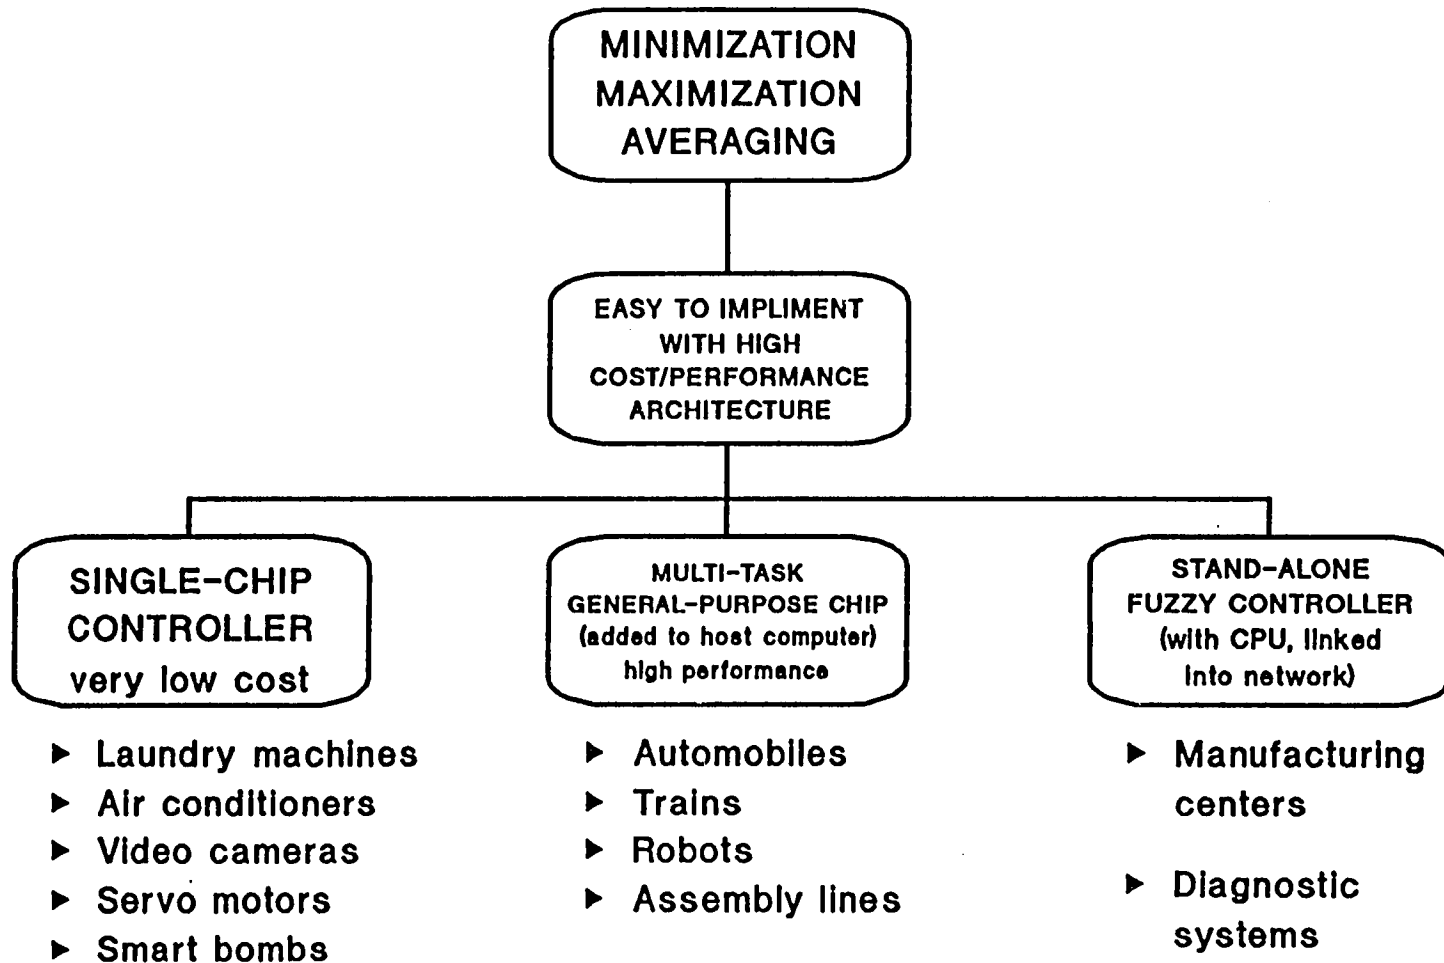 MINIMIZATION
MAXIMIZATION
AVERAGING
EASY TO IMPLIMENT
WITH HIGH
COST/PERFORMANCE
ARCHITECTURE
SINGLE-CHIP
CONTROLLER
very low cost
MULTI-TASK
GENERAL-PURPOSE CHIP
(added to host computer)
high performance
STAND-ALONE
FUZZY CONTROLLER
(with CPU, linked
into network)
► Laundry machines
► Air conditioners
► Video cameras
► Servo motors
► Smart bombs
► Automobiles
► Trains
► Robots
► Assembly lines
► Manufacturing
centers
► Diagnostic
systems